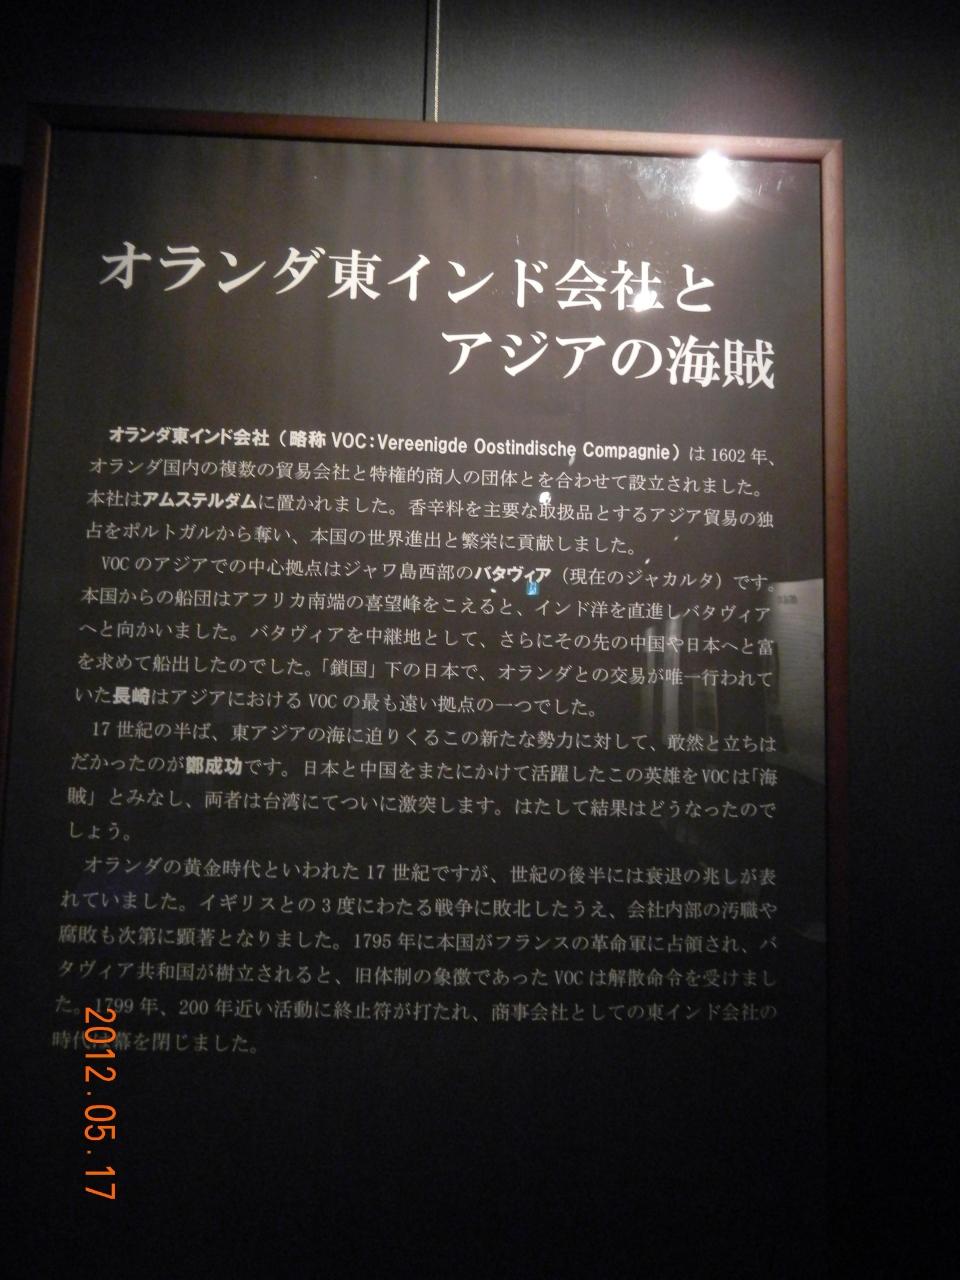 オランダ東インド会社と
アジアの海賊
オランダ東インド会社（略称 VOC：Vereenigde Oostindische Compagnie）は 1602 年、
オランダ国内の複数の貿易会社と特権的商人の団体とを合わせて設立されました。
本社はアムステルダムに置かれました。香辛料を主要な取扱品とするアジア貿易の独
占をポルトガルから奪い、本国の世界進出と繁栄に貢献しました。
VOC のアジアでの中心拠点はジャワ島西部のバタヴィア（現在のジャカルタ）です。
本国からの船団はアフリカ南端の喜望峰をこえると、インド洋を直進しバタヴィア
へと向かいました。バタヴィアを中継地として、さらにその先の中国や日本へと富
を求めて船出したのでした。「鎖国」下の日本で、オランダとの交易が唯一行われて
いた長崎はアジアにおける VOC の最も遠い拠点の一つでした。
17 世紀の半ば、東アジアの海に迫りくるこの新たな勢力に対して、敢然と立ちは
だかったのが鄭成功です。日本と中国をまたにかけて活躍したこの英雄を VOC は「海
賊」とみなし、両者は台湾にてついに激突します。はたして結果はどうなったので
しょう。
オランダの黄金時代といわれた 17 世紀ですが、世紀の後半には衰退の兆しが表
れていました。イギリスとの 3 度にわたる戦争に敗北したうえ、会社内部の汚職や
腐敗も次第に顕著となりました。1795 年に本国がフランスの革命軍に占領され、バ
タヴィア共和国が樹立されると、旧体制の象徴であった VOC は解散命令を受けまし
た。1799 年、200 年近い活動に終止符が打たれ、商事会社としての東インド会社の
時代は幕を閉じました。
2012.05.17